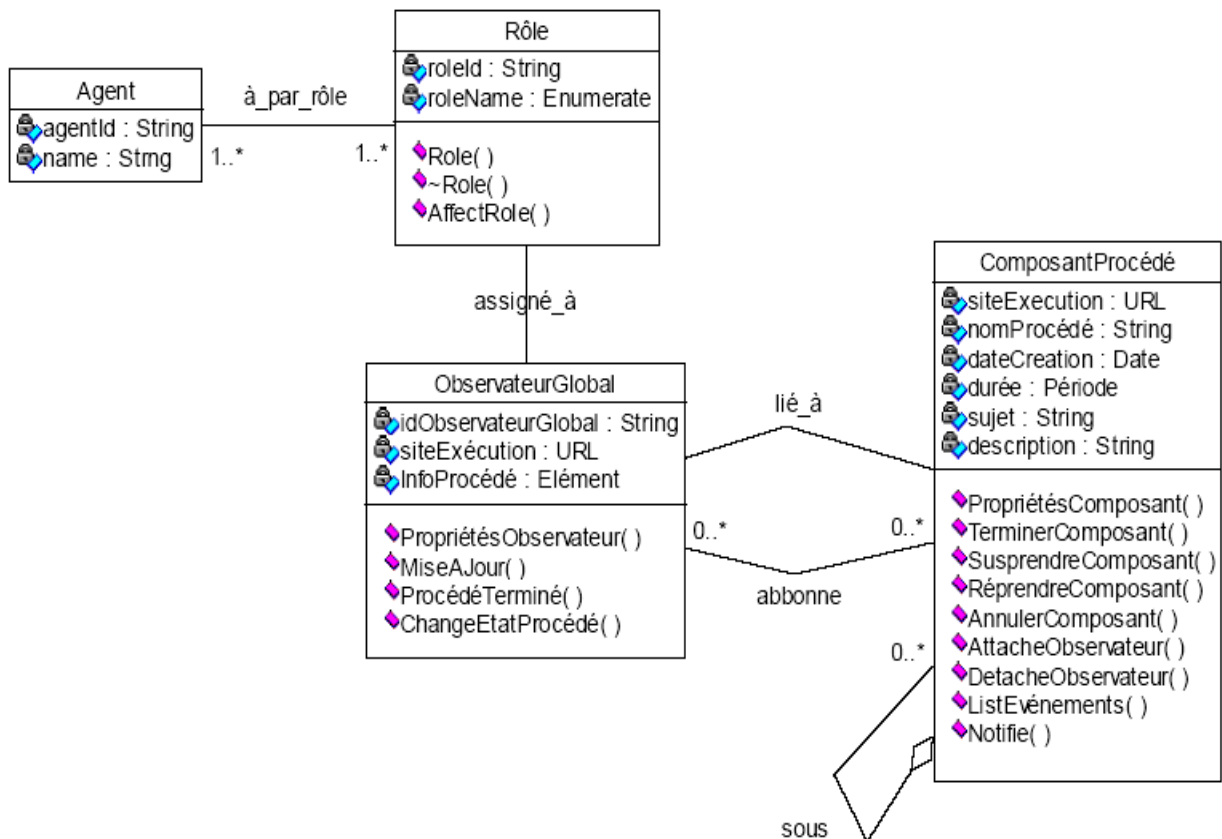 Rôle
roleId : String
roleName : Enumerate
Role( )
~Role( )
AffectRole( )
Agent
agentId : String
name : Strng
à_par_rôle
1..*
1..*
assigné_à
ObservateurGlobal
idObservateurGlobal : String
siteExécution : URL
InfoProcédé : Elément
PropriétésObservateur( )
MiseAJour( )
ProcédéTerminé( )
ChangeEtatProcédé( )
lié_à
0..*
0..*
abbonne
ComposantProcédé
siteExecution : URL
nomProcédé : String
dateCreation : Date
durée : Période
sujet : String
description : String
PropriétésComposant( )
TerminerComposant( )
SusprendreComposant( )
RéprendreComposant( )
AnnulerComposant( )
AttacheObservateur( )
DetacheObservateur( )
ListEvénements( )
Notifie( )
0..*
sous